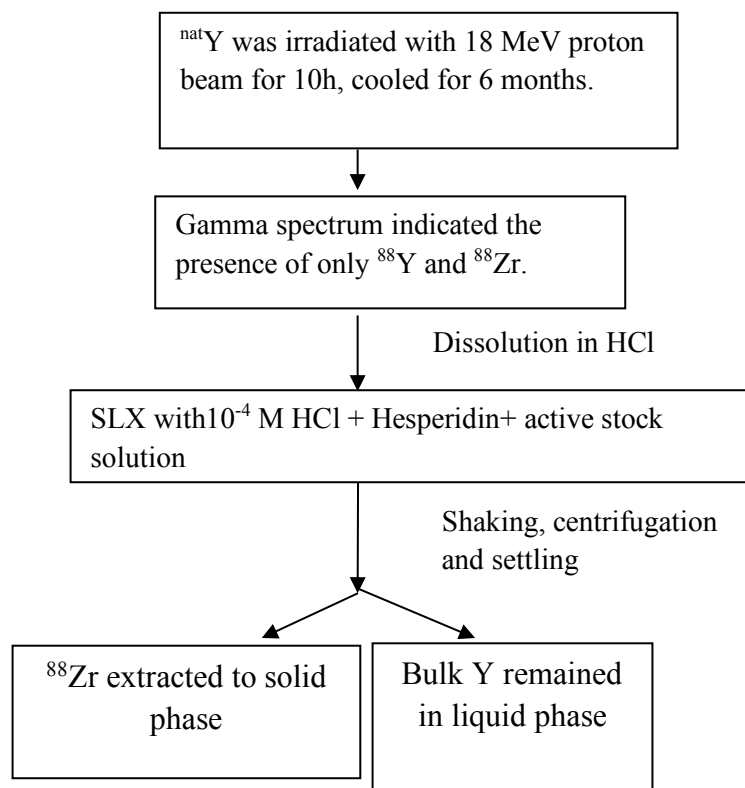 ⁿᵃᵗY was irradiated with 18 MeV proton
beam for 10h, cooled for 6 months.
Gamma spectrum indicated the
presence of only ⁸⁸Y and ⁸⁸Zr.
Dissolution in HCl
SLX with10⁻⁴ M HCl + Hesperidin+ active stock
solution
Shaking, centrifugation
and settling
⁸⁸Zr extracted to solid
phase
Bulk Y remained
in liquid phase